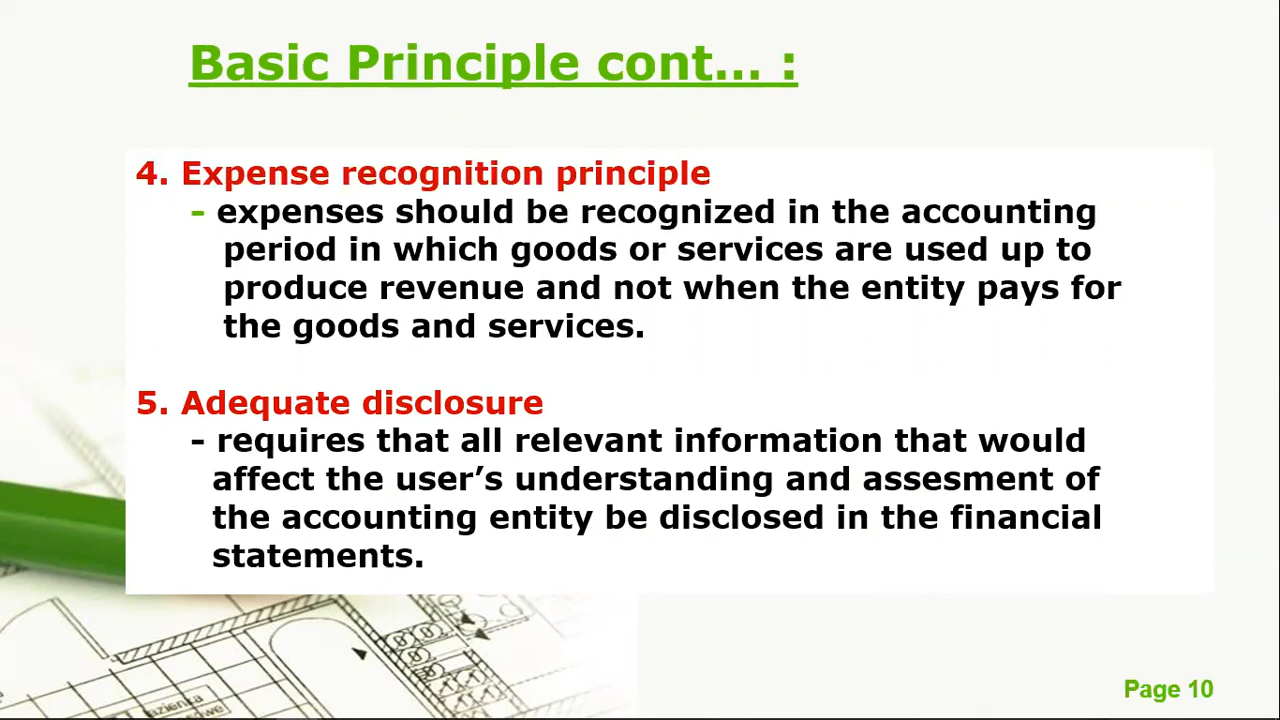 Basic Principle cont... :
4. Expense recognition principle
- expenses should be recognized in the accounting
period in which goods or services are used up to
produce revenue and not when the entity pays for
the goods and services.
5. Adequate disclosure
- requires that all relevant information that would
affect the user’s understanding and assesment of
the accounting entity be disclosed in the financial
statements.
Page 10